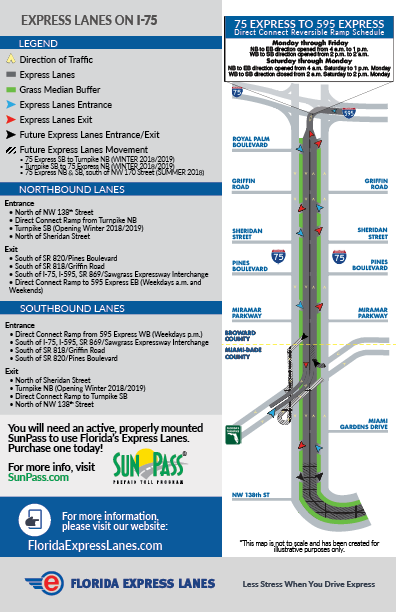 EXPRESS LANES ON I-75
LEGEND
Direction of Traffic
Express Lanes
Grass Median Buffer
Express Lanes Entrance
Express Lanes Exit
Future Express Lanes Entrance/Exit
Future Express Lanes Movement
• 75 Express SB to Turnpike NB (WINTER 2018/2019)
• Turnpike SB to 75 Express NB (WINTER 2018/2019)
• 75 Express NB & SB, south of NW 170 Street (SUMMER 2018)
NORTHBOUND LANES
Entrance
• North of NW 138th Street
• Direct Connect Ramp from Turnpike NB
• Turnpike SB (Opening Winter 2018/2019)
• North of Sheridan Street
Exit
• South of SR 820/Pines Boulevard
• South of SR 818/Griffin Road
• South of I-75, I-595, SR 869/Sawgrass Expressway Interchange
• Direct Connect Ramp to 595 Express EB (Weekdays a.m. and
Weekends)
SOUTHBOUND LANES
Entrance
• Direct Connect Ramp from 595 Express WB (Weekdays p.m.)
• South of I-75, I-595, SR 869/Sawgrass Expressway Interchange
• South of SR 818/Griffin Road
• South of SR 820/Pines Boulevard
Exit
• North of Sheridan Street
• Turnpike NB (Opening Winter 2018/2019)
• Direct Connect Ramp to Turnpike SB
• North of NW 138th Street
You will need an active, properly mounted
SunPass to use Florida's Express Lanes.
Purchase one today!
For more info, visit
SunPass.com
SUNPASS
PREPAID TOLL PROGRAM
For more information,
please visit our website:
FloridaExpressLanes.com
75 EXPRESS TO 595 EXPRESS
Direct Connect Reversible Ramp Schedule
Monday through Friday
NB to EB direction opened from 4 a.m. to 1 p.m.
WB to SB direction opened from 2 p.m. to 2 a.m.
Saturday through Monday
NB to EB direction opened from 4 a.m. Saturday to 1 p.m. Monday
WB to SB direction closed from 2 a.m. Saturday to 2 p.m. Monday
75
595
ROYAL PALM
BOULEVARD
GRIFFIN
ROAD
GRIFFIN
ROAD
SHERIDAN
STREET
SHERIDAN
STREET
75
75
PINES
BOULEVARD
PINES
BOULEVARD
MIRAMAR
PARKWAY
MIRAMAR
PARKWAY
BROWARD
COUNTY
MIAMI-DADE
COUNTY
MIAMI
GARDENS DRIVE
NW 138th ST
*This map is not to scale and has been created for
illustrative purposes only.
e
FLORIDA EXPRESS LANES
Less Stress When You Drive Express